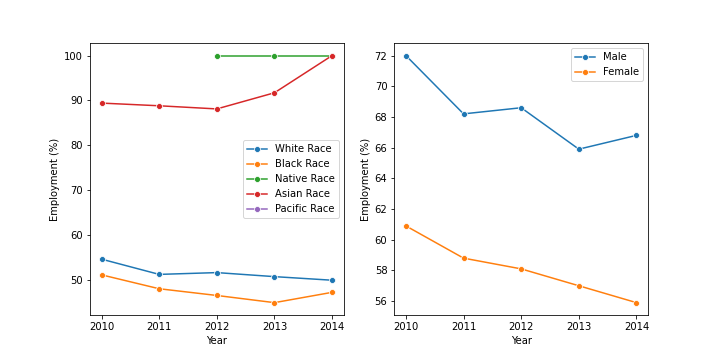 100
90
80
70
60
50
Employment (%)
2010 2011 2012 2013 2014
Year
White Race
Black Race
Native Race
Asian Race
Pacific Race
72
70
68
66
64
62
60
58
56
Employment (%)
2010 2011 2012 2013 2014
Year
Male
Female